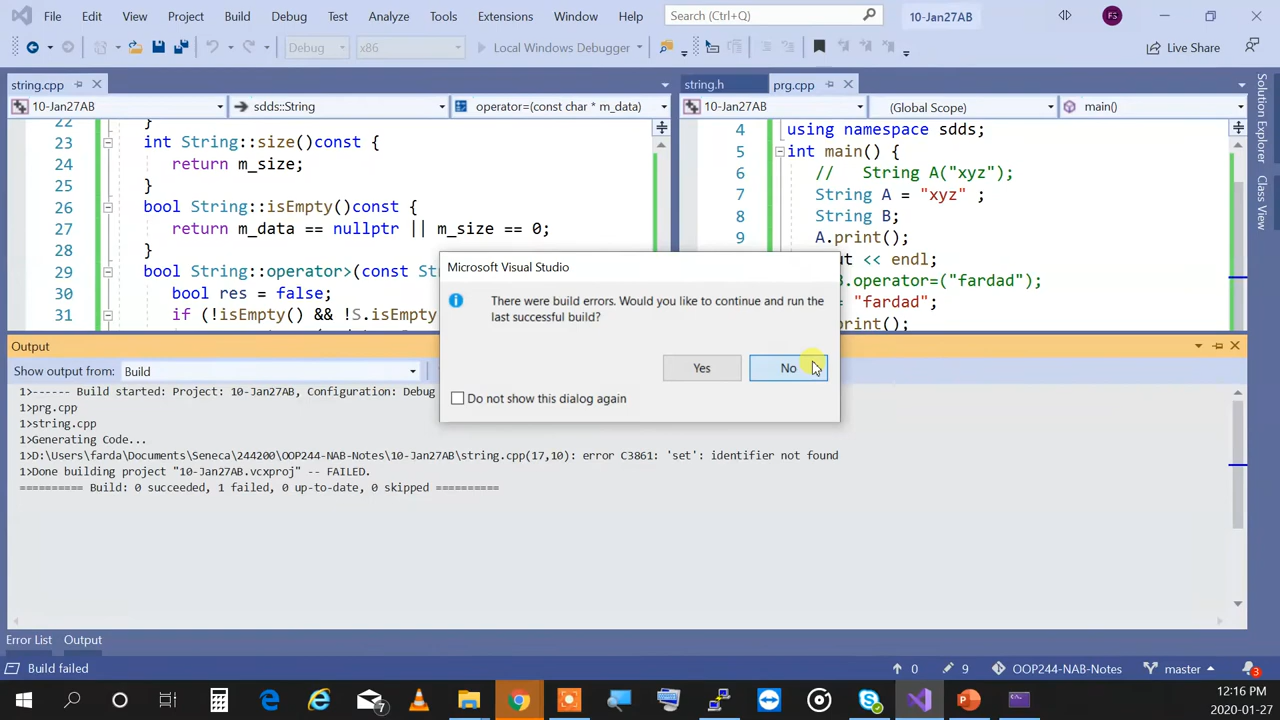 File Edit View Project Build Debug Test Analyze Tools Extensions Window Help Search (Ctrl+Q) 10-Jan27AB FS
Debug x86 Local Windows Debugger Live Share
string.cpp
10-Jan27AB sdds::String operator=(const char * m_data)
22 }
23 int String::size()const {
24 return m_size;
25 }
26 bool String::isEmpty()const {
27 return m_data == nullptr || m_size == 0;
28 }
29 bool String::operator>(const St
30 bool res = false;
31 if (!isEmpty() && !S.isEmpty
string.h prg.cpp
10-Jan27AB (Global Scope) main()
4 using namespace sdds;
5 int main() {
6 // String A("xyz");
7 String A = "xyz" ;
8 String B;
9 A.print();
ut << endl;
B.operator=("fardad");
= "fardad";
print();
Solution Explorer
Class View
Microsoft Visual Studio
There were build errors. Would you like to continue and run the
last successful build?
Yes No
Do not show this dialog again
Output
Show output from: Build
1>------ Build started: Project: 10-Jan27AB, Configuration: Debug
1>prg.cpp
1>string.cpp
1>Generating Code...
1>D:\Users\farda\Documents\Seneca\244200\OOP244-NAB-Notes\10-Jan27AB\string.cpp(17,10): error C3861: 'set': identifier not found
1>Done building project "10-Jan27AB.vcxproj" -- FAILED.
========== Build: 0 succeeded, 1 failed, 0 up-to-date, 0 skipped ==========
Error List Output
Build failed 0 9 OOP244-NAB-Notes master 3
7
12:16 PM
2020-01-27